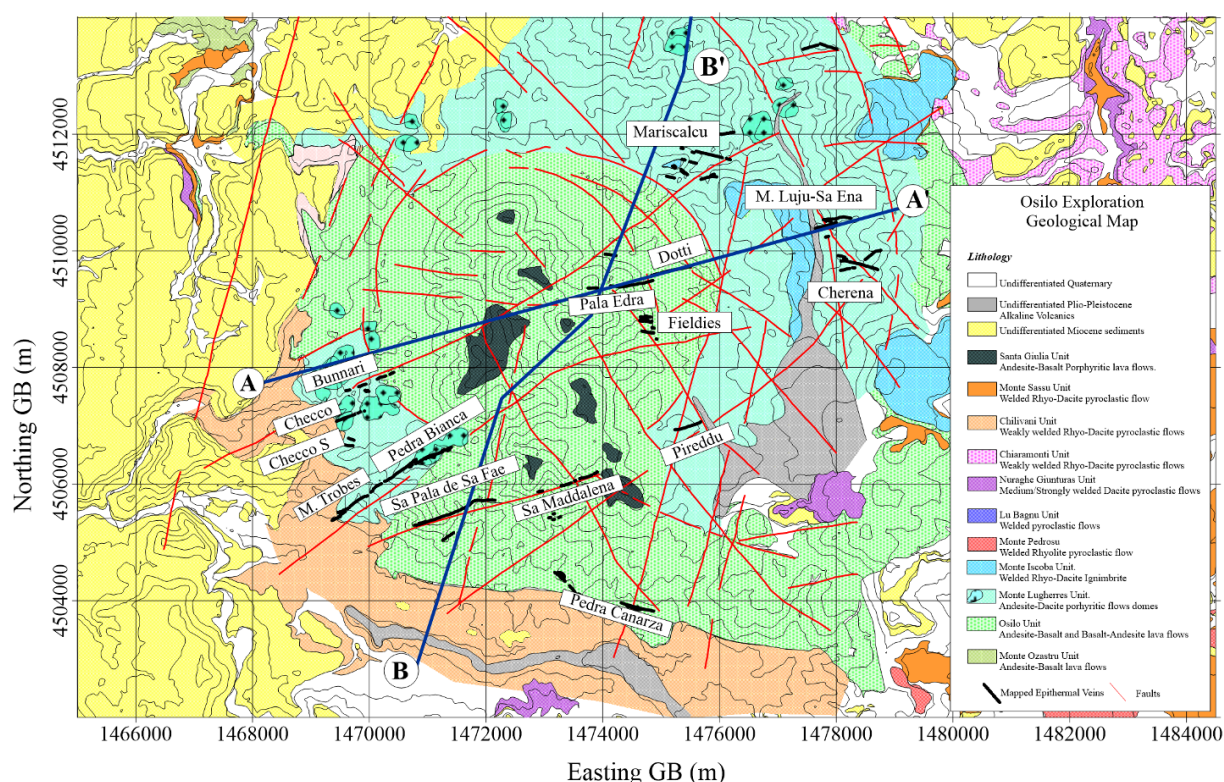 B'
Mariscalcu
M. Luju-Sa Ena
A'
Dotti
Pala Edra
Cherena
Fieldies
A
Bunnari
Checco
Checco S
Pedra Bianca
M. Trobes
Sa Pala de Sa Fae
Sa Maddalena
Pireddu
Pedra Canarza
B
Osilo Exploration
Geological Map
Lithology
Undifferentiated Quaternary
Undifferentiated Plio-Pleistocene
Alkaline Volcanics
Undifferentiated Miocene sediments
Santa Giulia Unit
Andesite-Basalt Porphyritic lava flows.
Monte Sassu Unit
Welded Rhyo-Dacite pyroclastic flow
Chilivani Unit
Weakly welded Rhyo-Dacite pyroclastic flows
Chiaramonti Unit
Weakly welded Rhyo-Dacite pyroclastic flows
Nuraghe Giunturas Unit
Medium/Strongly welded Dacite pyroclastic flows
Lu Bagnu Unit
Welded pyroclastic flows
Monte Pedrosu
Welded Rhyolite pyroclastic flow
Monte Iscoba Unit.
Welded Rhyo-Dacite Ignimbrite
Monte Lugherres Unit.
Andesite-Dacite porphyritic flows domes
Osilo Unit
Andesite-Basalt and Basalt-Andesite lava flows
Monte Ozastru Unit
Andesite-Basalt lava flows
Mapped Epithermal Veins
Faults
Northing GB (m)
4512000
4510000
4508000
4506000
4504000
1466000 1468000 1470000 1472000 1474000 1476000 1478000 1480000 1482000 1484000
Easting GB (m)